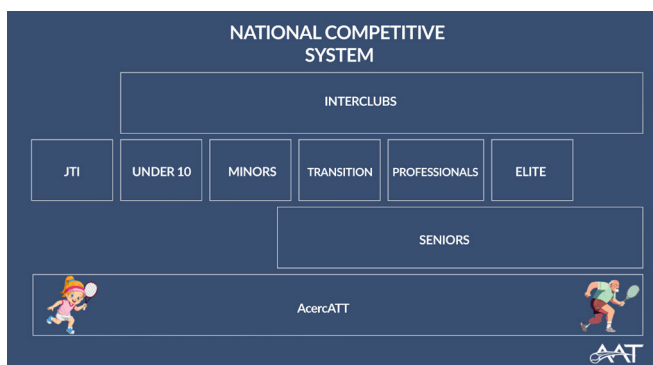 NATIONAL COMPETITIVE
SYSTEM
INTERCLUBS
JTI
UNDER 10
MINORS
TRANSITION
PROFESSIONALS
ELITE
SENIORS
AcercATT
AAT